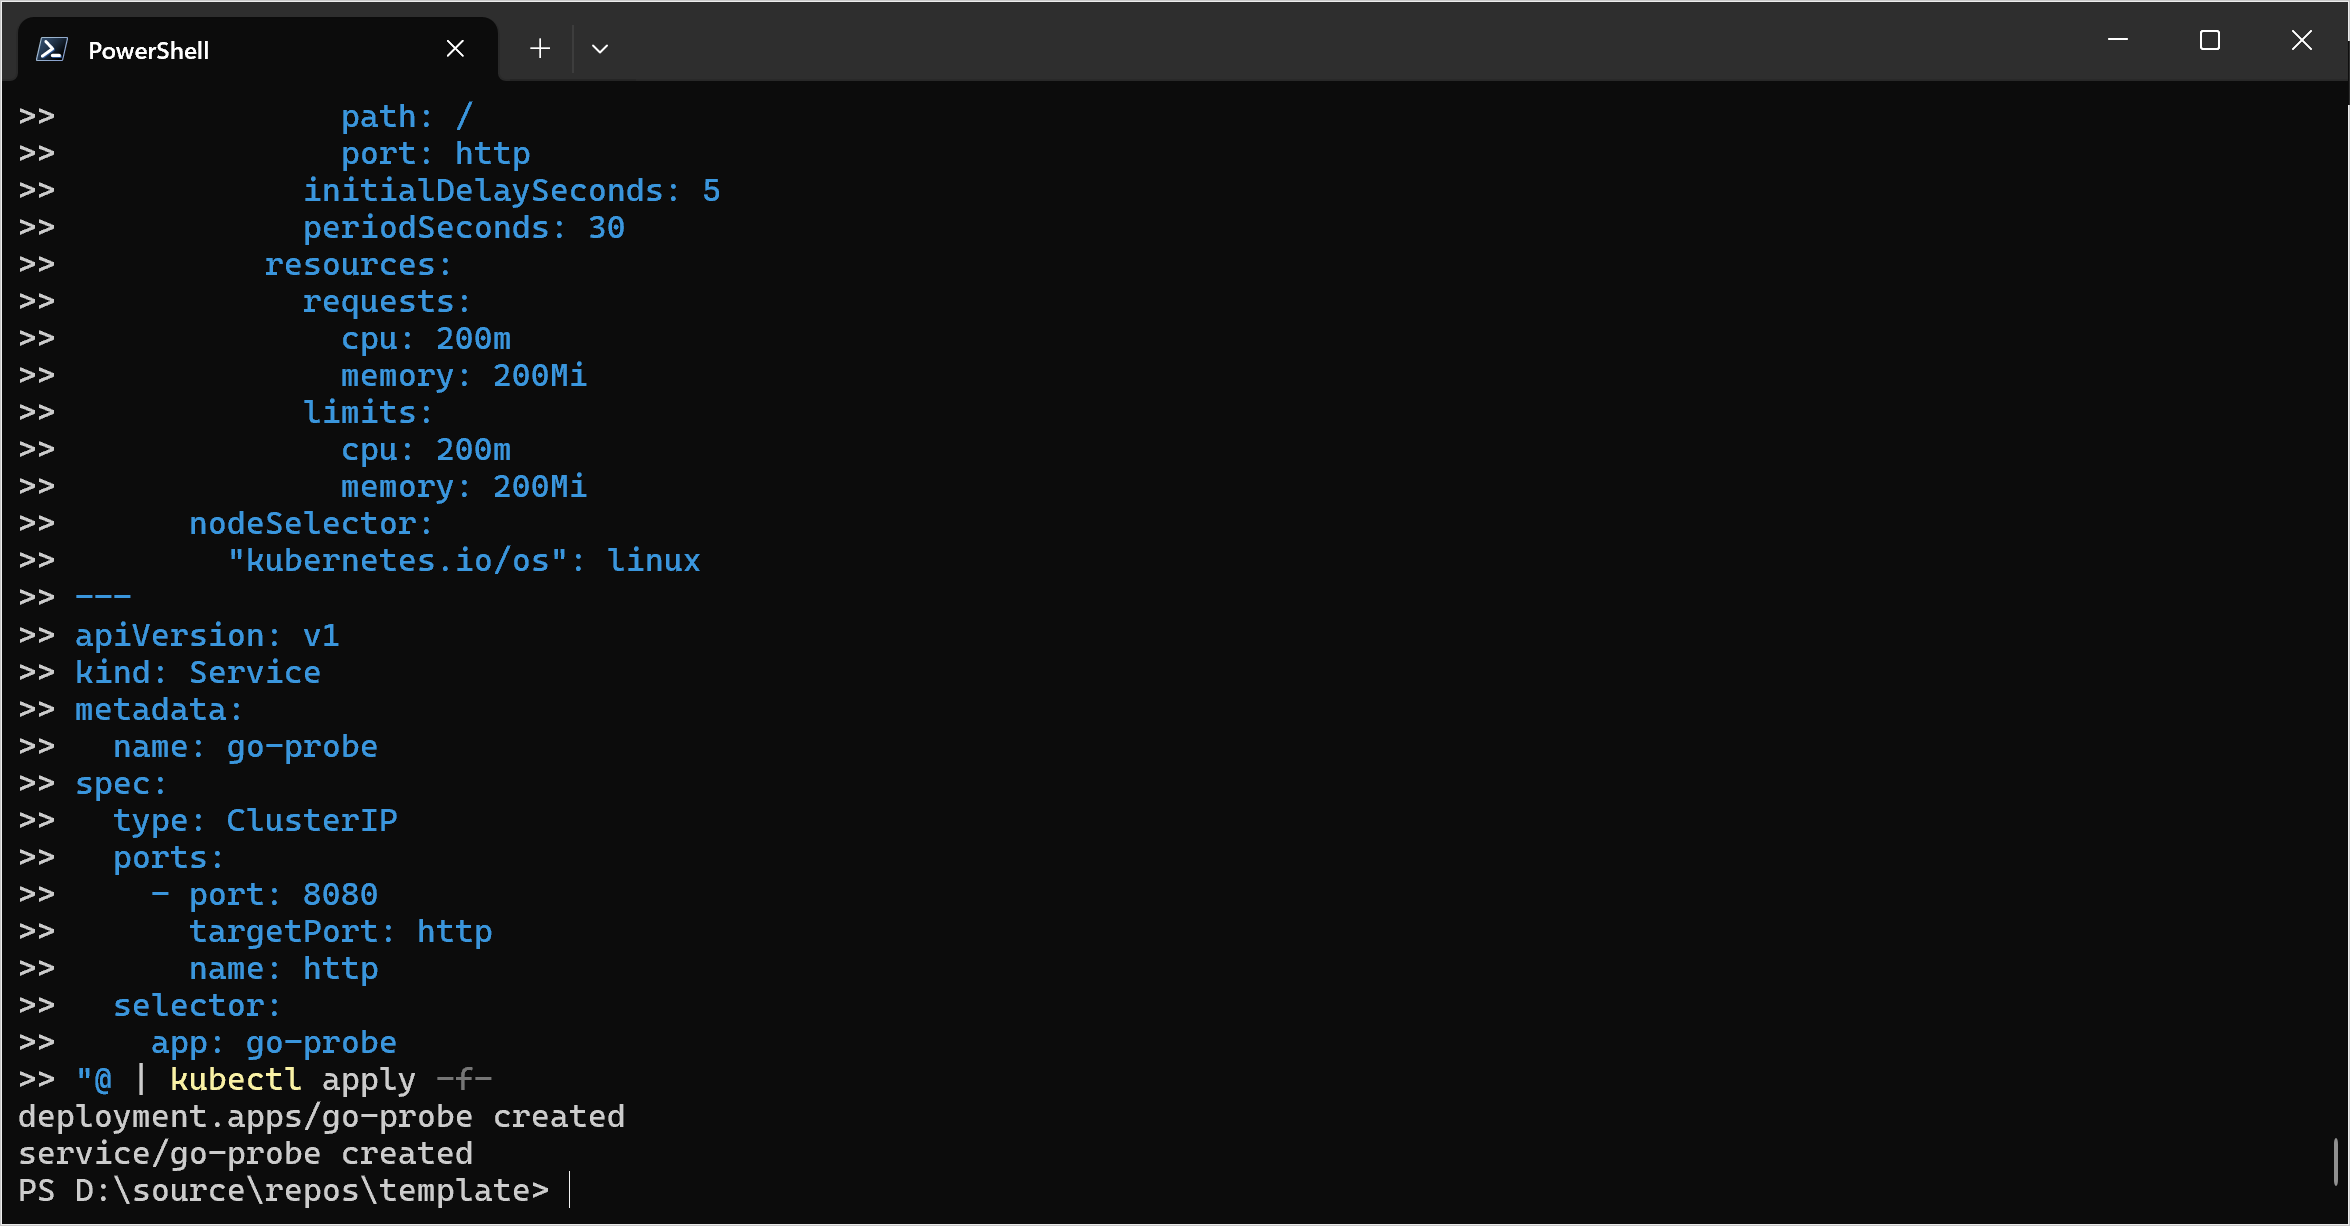 PowerShell
>>               path: /
>>               port: http
>>             initialDelaySeconds: 5
>>             periodSeconds: 30
>>           resources:
>>             requests:
>>               cpu: 200m
>>               memory: 200Mi
>>             limits:
>>               cpu: 200m
>>               memory: 200Mi
>>       nodeSelector:
>>         "kubernetes.io/os": linux
>> ---
>> apiVersion: v1
>> kind: Service
>> metadata:
>>   name: go-probe
>> spec:
>>   type: ClusterIP
>>   ports:
>>     - port: 8080
>>       targetPort: http
>>       name: http
>>   selector:
>>     app: go-probe
>> "@ | kubectl apply -f-
deployment.apps/go-probe created
service/go-probe created
PS D:\source\repos\template>